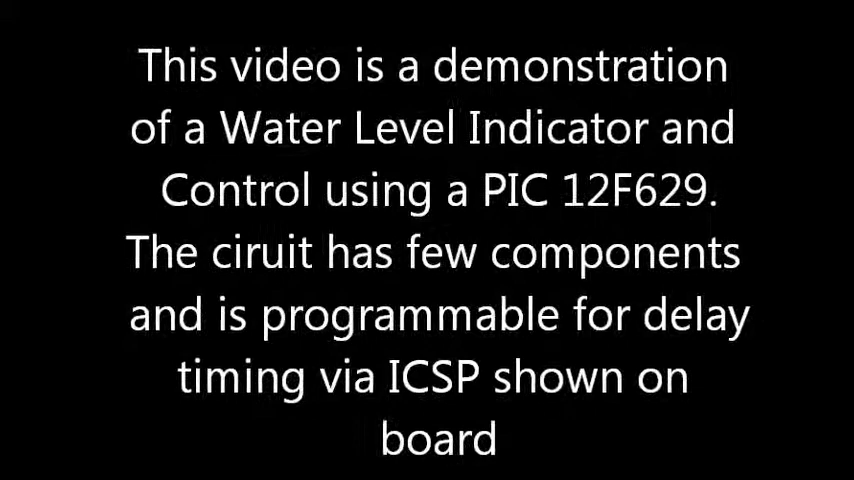 This video is a demonstration
of a Water Level Indicator and
Control using a PIC 12F629.
The ciruit has few components
and is programmable for delay
timing via ICSP shown on
board